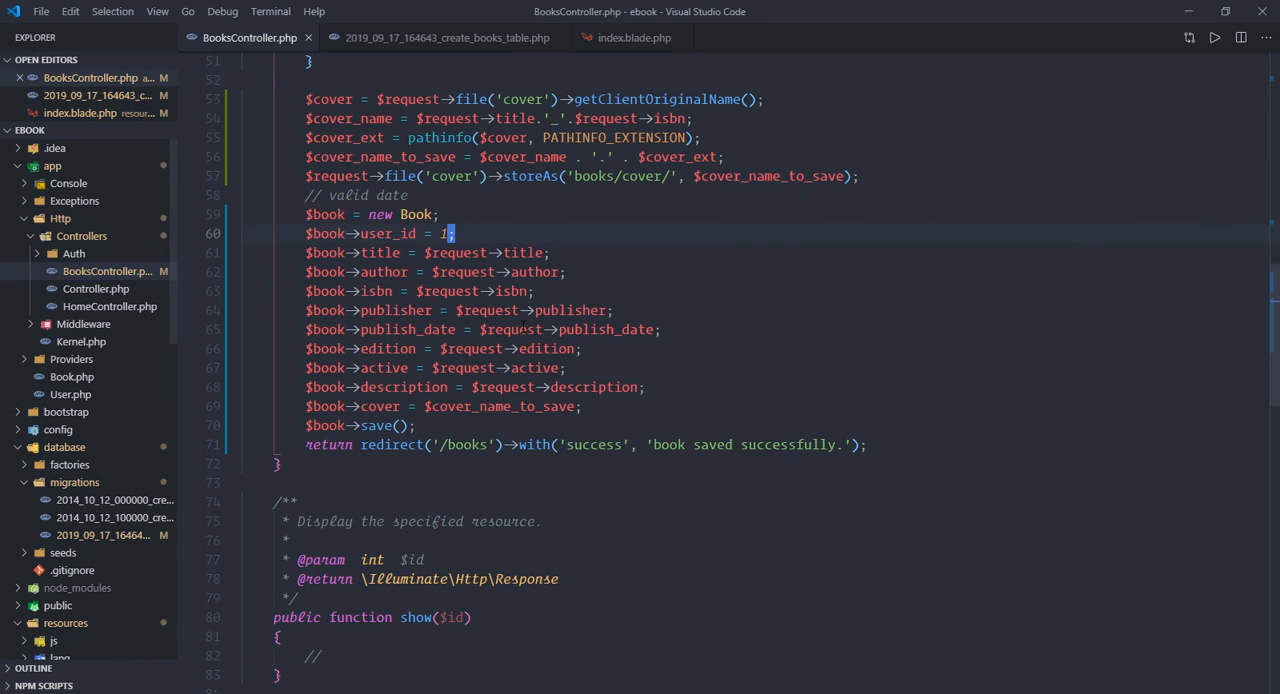 File Edit Selection View Go Debug Terminal Help
BooksController.php - ebook - Visual Studio Code
EXPLORER
BooksController.php
2019_09_17_164643_create_books_table.php
index.blade.php
OPEN EDITORS
BooksController.php a... M
2019_09_17_164643_c... M
index.blade.php resour... M
EBOOK
.idea
app
Console
Exceptions
Http
Controllers
Auth
BooksController.p... M
Controller.php
HomeController.php
Middleware
Kernel.php
Providers
Book.php
User.php
bootstrap
config
database
factories
migrations
2014_10_12_000000_cre...
2014_10_12_100000_cre...
2019_09_17_16464... M
seeds
.gitignore
node_modules
public
resources
js
lang
OUTLINE
NPM SCRIPTS
51 }
52
53 $cover = $request→file('cover')→getClientOriginalName();
54 $cover_name = $request→title.'_'.$request→isbn;
55 $cover_ext = pathinfo($cover, PATHINFO_EXTENSION);
56 $cover_name_to_save = $cover_name . '.' . $cover_ext;
57 $request→file('cover')→storeAs('books/cover/', $cover_name_to_save);
58 // valid date
59 $book = new Book;
60 $book→user_id = 1;
61 $book→title = $request→title;
62 $book→author = $request→author;
63 $book→isbn = $request→isbn;
64 $book→publisher = $request→publisher;
65 $book→publish_date = $request→publish_date;
66 $book→edition = $request→edition;
67 $book→active = $request→active;
68 $book→description = $request→description;
69 $book→cover = $cover_name_to_save;
70 $book→save();
71 return redirect('/books')→with('success', 'book saved successfully.');
72 }
73
74 /**
75 * Display the specified resource.
76 *
77 * @param int $id
78 * @return \Illuminate\Http\Response
79 */
80 public function show($id)
81 {
82 //
83 }